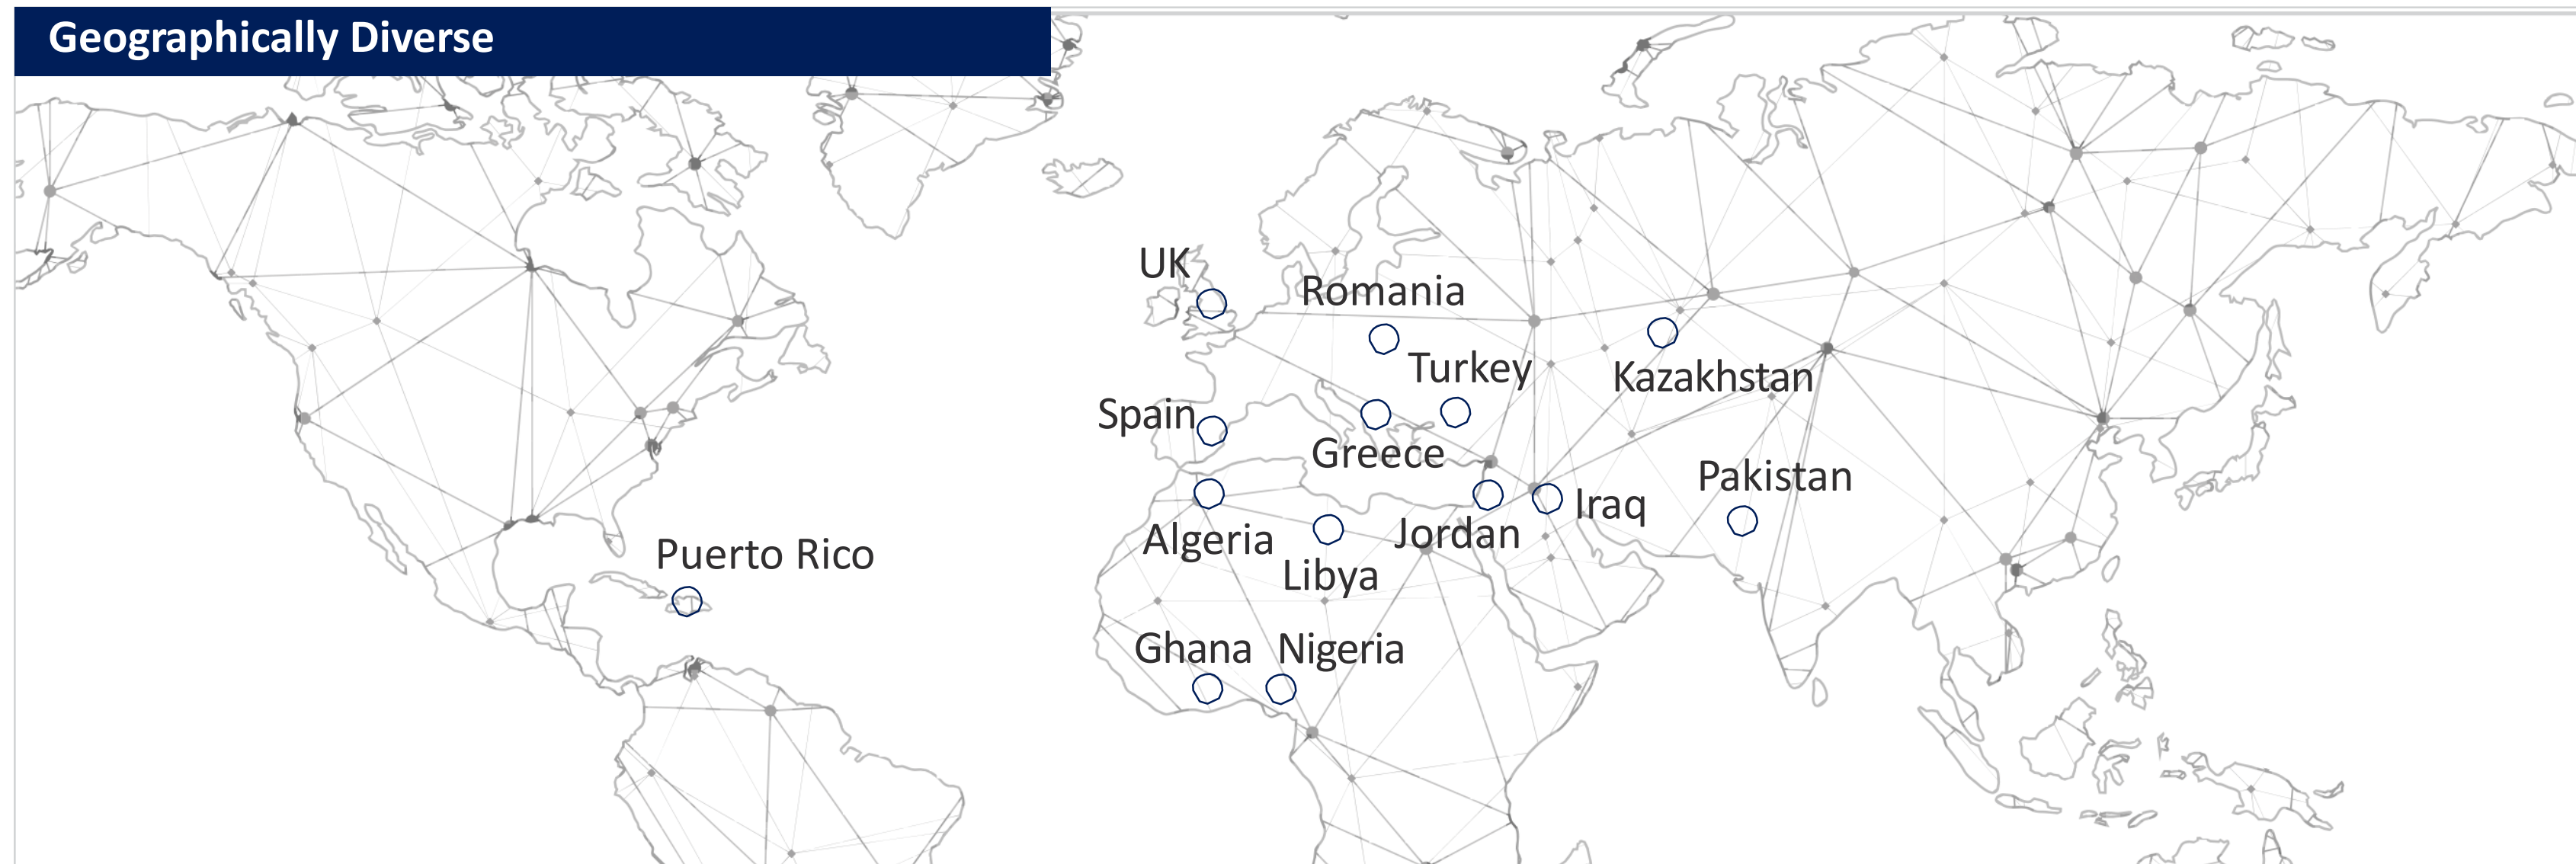 Geographically Diverse
UK
Romania
Turkey
Kazakhstan
Spain
Greece
Pakistan
Iraq
Algeria
Jordan
Libya
Puerto Rico
Ghana
Nigeria